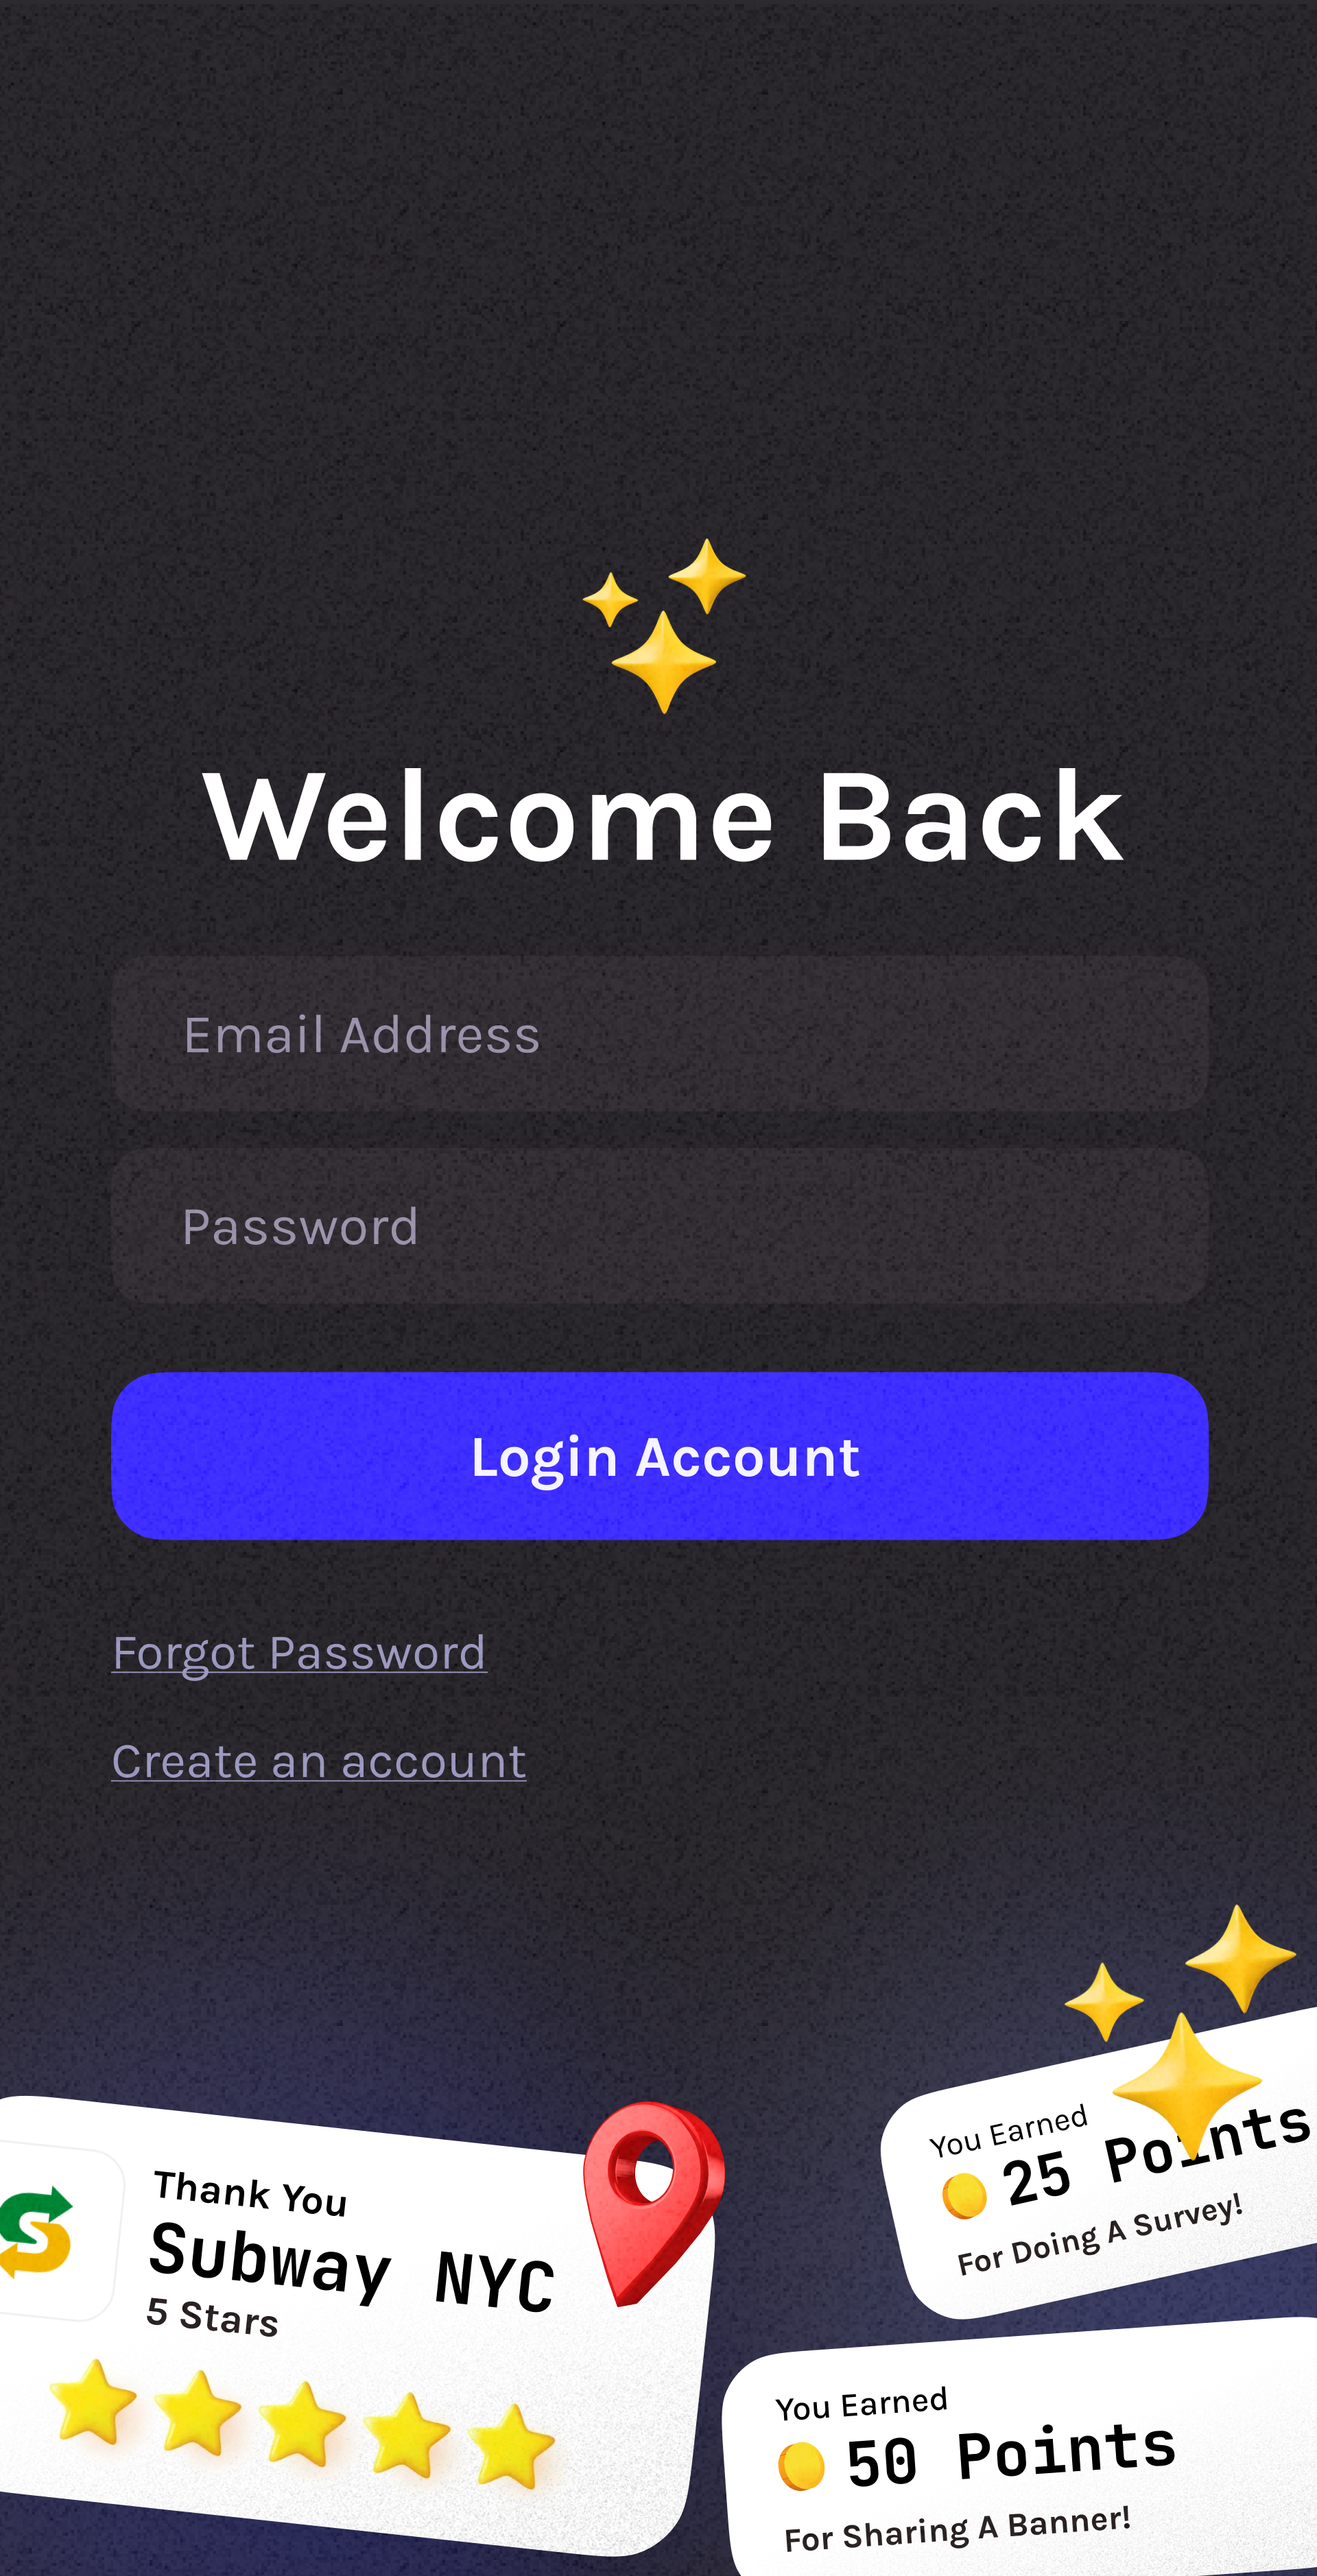 Welcome Back
Email Address
Password
Login Account
Forgot Password
Create an account
Thank You
Subway NYC
5 Stars
You Earned
25 Points
For Doing A Survey!
You Earned
50 Points
For Sharing A Banner!